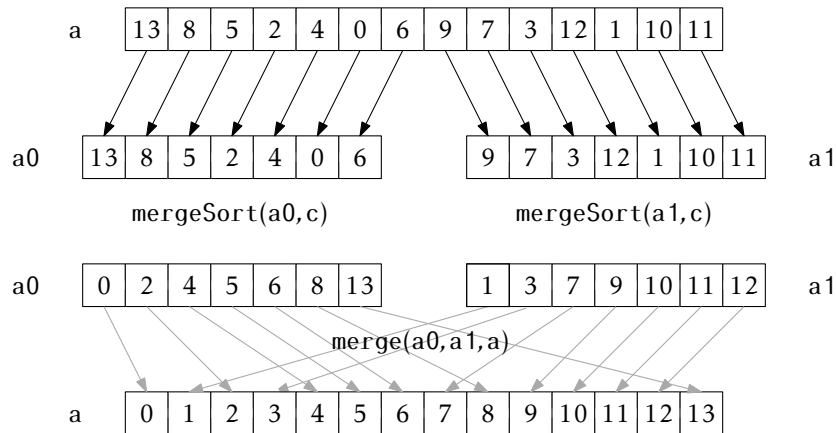 a 13 8 5 2 4 0 6 9 7 3 12 1 10 11
a0 13 8 5 2 4 0 6 9 7 3 12 1 10 11 a1
mergeSort(a0,c) mergeSort(a1,c)
a0 0 2 4 5 6 8 13 1 3 7 9 10 11 12 a1
merge(a0,a1,a)
a 0 1 2 3 4 5 6 7 8 9 10 11 12 13